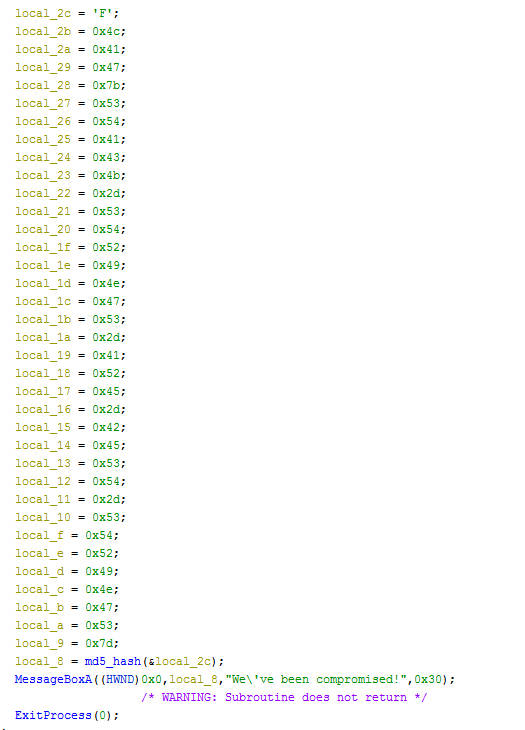 local_2c = 'F';
local_2b = 0x4c;
local_2a = 0x41;
local_29 = 0x47;
local_28 = 0x7b;
local_27 = 0x53;
local_26 = 0x54;
local_25 = 0x41;
local_24 = 0x43;
local_23 = 0x4b;
local_22 = 0x2d;
local_21 = 0x53;
local_20 = 0x54;
local_1f = 0x52;
local_1e = 0x49;
local_1d = 0x4e;
local_1c = 0x47;
local_1b = 0x53;
local_1a = 0x2d;
local_19 = 0x41;
local_18 = 0x52;
local_17 = 0x45;
local_16 = 0x2d;
local_15 = 0x42;
local_14 = 0x45;
local_13 = 0x53;
local_12 = 0x54;
local_11 = 0x2d;
local_10 = 0x53;
local_f = 0x54;
local_e = 0x52;
local_d = 0x49;
local_c = 0x4e;
local_b = 0x47;
local_a = 0x53;
local_9 = 0x7d;
local_8 = md5_hash(&local_2c);
MessageBoxA((HWND)0x0,local_8,"We\'ve been compromised!",0x30);
/* WARNING: Subroutine does not return */
ExitProcess(0);